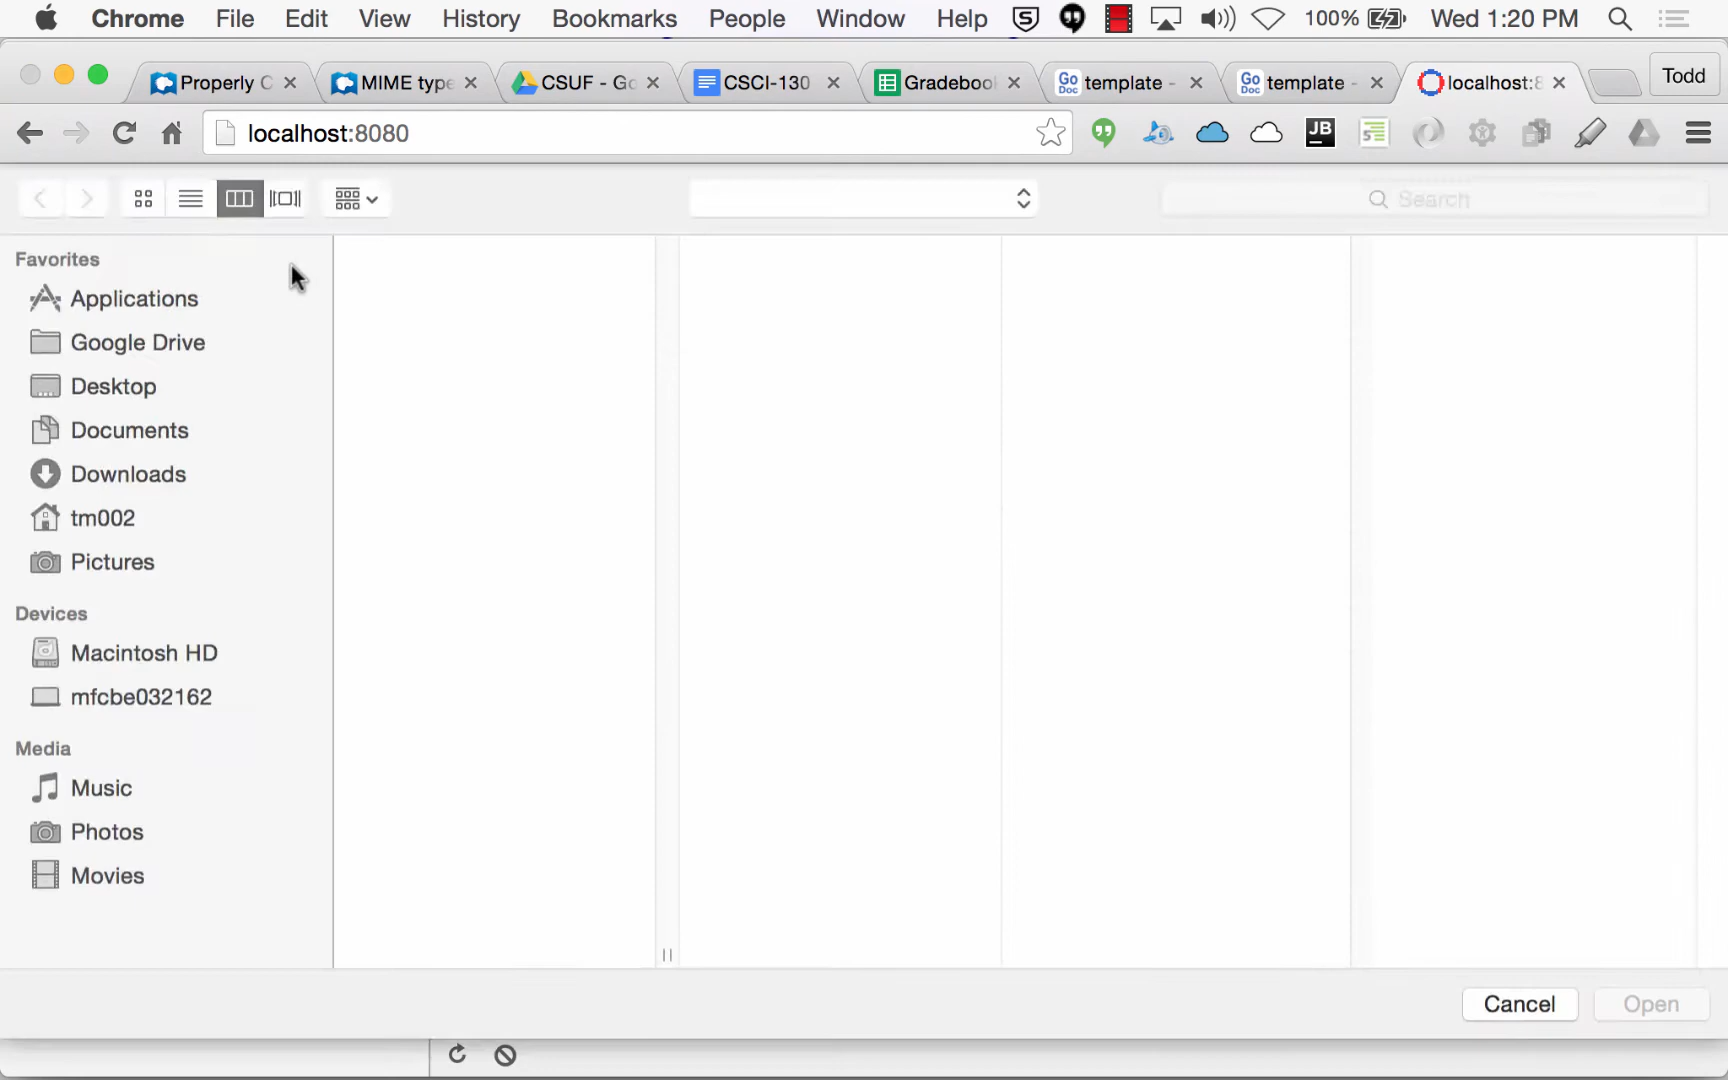 Chrome File Edit View History Bookmarks People Window Help 100% Wed 1:20 PM
Properly C MIME type CSUF - Go CSCI-130 Gradebook template - template - localhost:8 Todd
localhost:8080
Search
Favorites
Applications
Google Drive
Desktop
Documents
Downloads
tm002
Pictures
Devices
Macintosh HD
mfcbe032162
Media
Music
Photos
Movies
Cancel Open